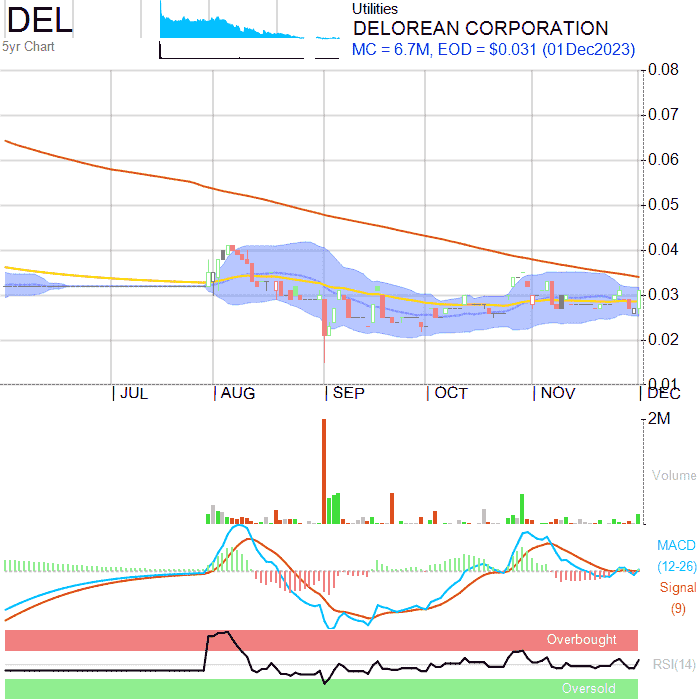 DEL
5yr Chart
Utilities
DELOREAN CORPORATION
MC = 6.7M, EOD = $0.031 (01Dec2023)
0.08
0.07
0.06
0.05
0.04
0.03
0.02
0.01
JUL AUG SEP OCT NOV DEC
2M
Volume
MACD
(12-26)
Signal
(9)
Overbought
RSI(14)
Oversold